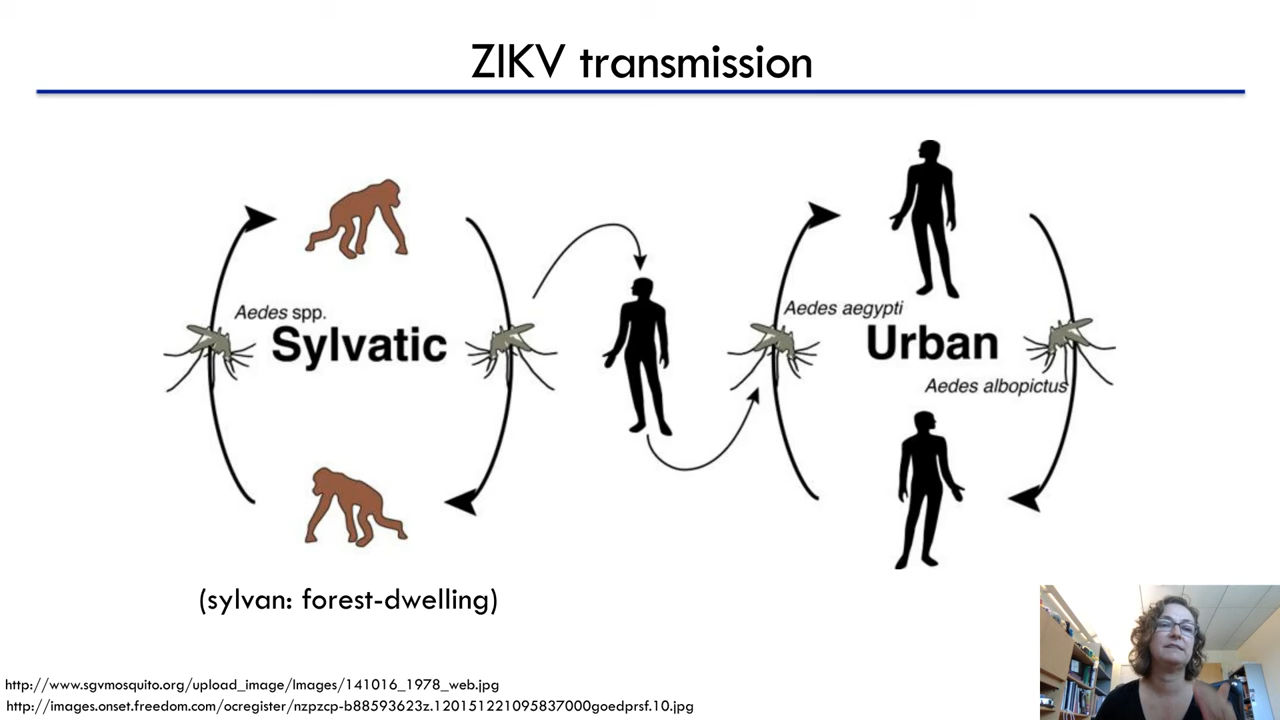 ZIKV transmission
Aedes spp.
Sylvatic
Aedes aegypti
Urban
Aedes albopictus
(sylvan: forest-dwelling)
http://www.sgvmosquito.org/upload_image/Images/141016_1978_web.jpg
http://images.onset.freedom.com/ocregister/nzpzcp-b88593623z.120151221095837000goedprsf.10.jpg